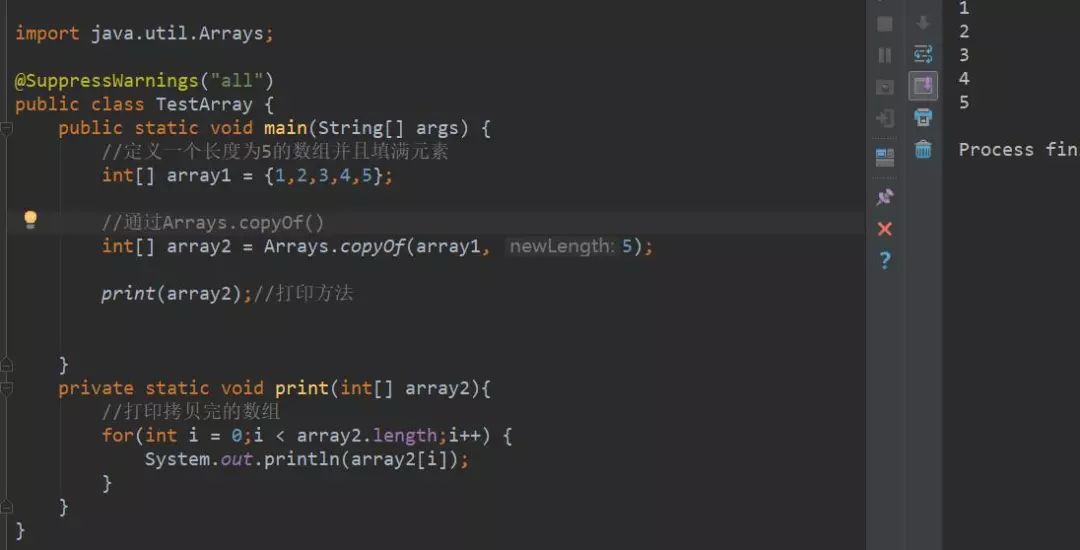 import java.util.Arrays;
@SuppressWarnings("all")
public class TestArray {
public static void main(String[] args) {
//定义一个长度为5的数组并且填满元素
int[] array1 = {1,2,3,4,5};
//通过Arrays.copyOf()
int[] array2 = Arrays.copyOf(array1, newLength: 5);
print(array2);//打印方法
}
private static void print(int[] array2){
//打印拷贝完的数组
for(int i = 0;i < array2.length;i++) {
System.out.println(array2[i]);
}
}
}
1
2
3
4
5
Process fin